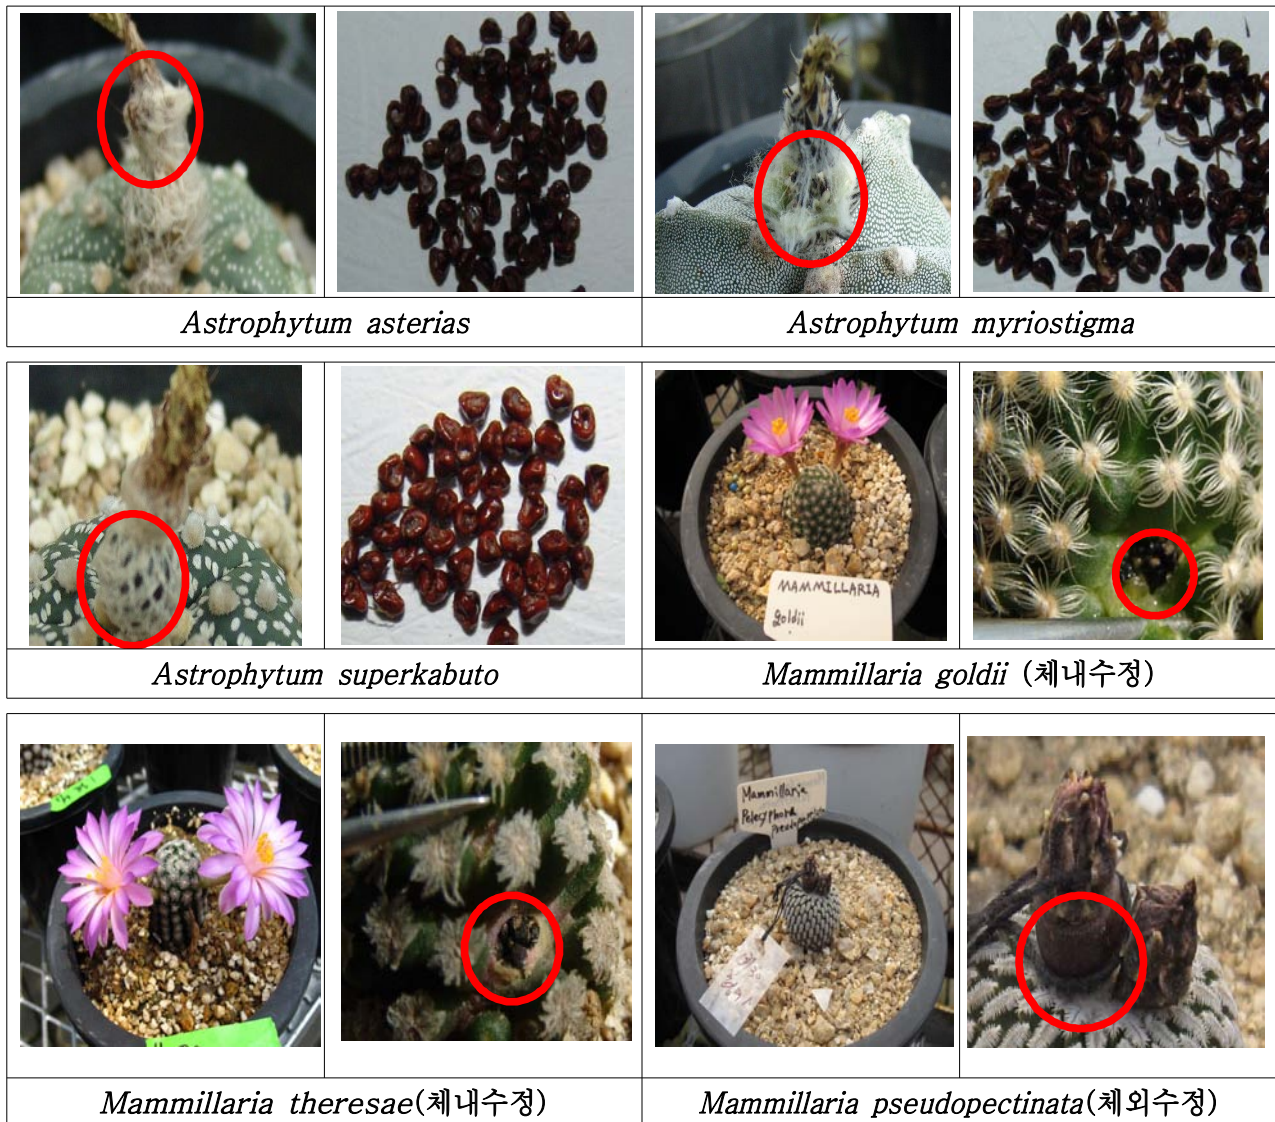 Astrophytum asterias
Astrophytum myriostigma
MAMMILLARIA
goldii
Astrophytum superkabuto
Mammillaria goldii (체내수정)
Mammillaria
Pelecyphora
Mammillaria theresae(체내수정)
Mammillaria pseudopectinata(체외수정)